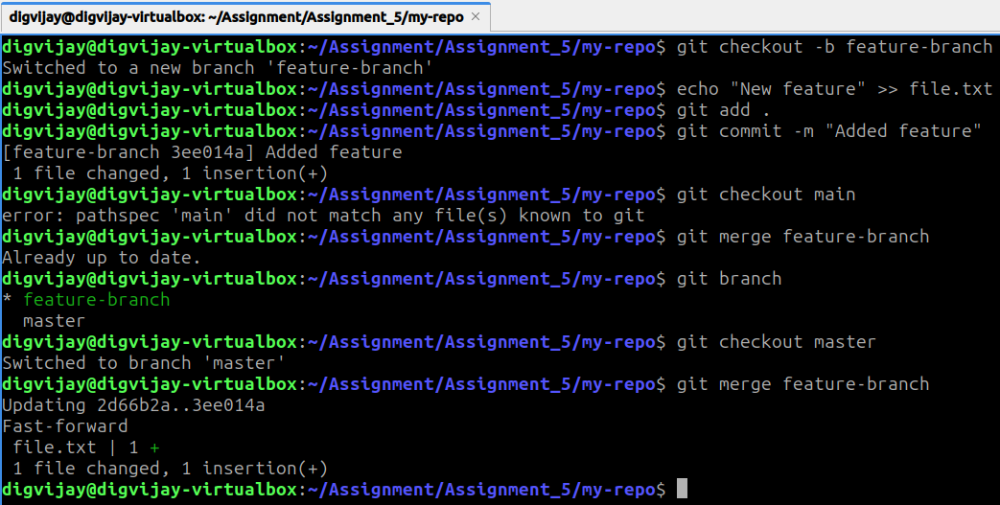 digvijay@digvijay-virtualbox: ~/Assignment/Assignment_5/my-repo ×
digvijay@digvijay-virtualbox:~/Assignment/Assignment_5/my-repo$ git checkout -b feature-branch
Switched to a new branch 'feature-branch'
digvijay@digvijay-virtualbox:~/Assignment/Assignment_5/my-repo$ echo "New feature" >> file.txt
digvijay@digvijay-virtualbox:~/Assignment/Assignment_5/my-repo$ git add .
digvijay@digvijay-virtualbox:~/Assignment/Assignment_5/my-repo$ git commit -m "Added feature"
[feature-branch 3ee014a] Added feature
 1 file changed, 1 insertion(+)
digvijay@digvijay-virtualbox:~/Assignment/Assignment_5/my-repo$ git checkout main
error: pathspec 'main' did not match any file(s) known to git
digvijay@digvijay-virtualbox:~/Assignment/Assignment_5/my-repo$ git merge feature-branch
Already up to date.
digvijay@digvijay-virtualbox:~/Assignment/Assignment_5/my-repo$ git branch
* feature-branch
  master
digvijay@digvijay-virtualbox:~/Assignment/Assignment_5/my-repo$ git checkout master
Switched to branch 'master'
digvijay@digvijay-virtualbox:~/Assignment/Assignment_5/my-repo$ git merge feature-branch
Updating 2d66b2a..3ee014a
Fast-forward
 file.txt | 1 +
 1 file changed, 1 insertion(+)
digvijay@digvijay-virtualbox:~/Assignment/Assignment_5/my-repo$